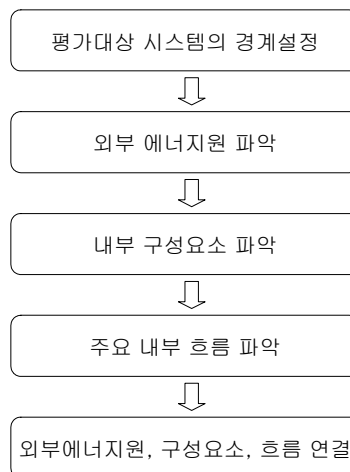 평가대상 시스템의 경계설정
외부 에너지원 파악
내부 구성요소 파악
주요 내부 흐름 파악
외부에너지원, 구성요소, 흐름 연결